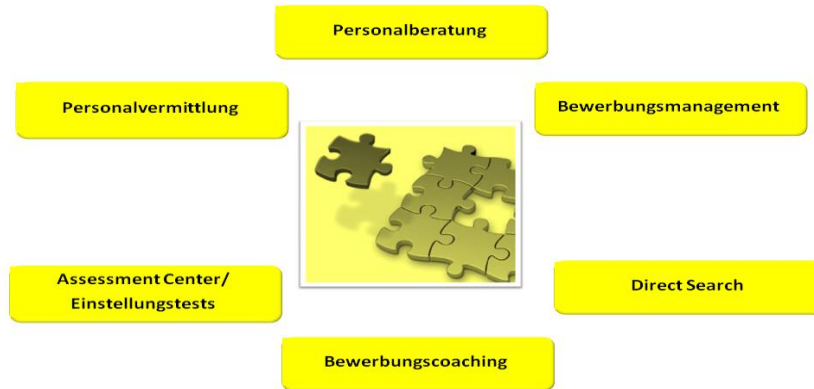 Personalberatung
Personalvermittlung
Bewerbungsmanagement
Assessment Center/
Einstellungstests
Direct Search
Bewerbungscoaching